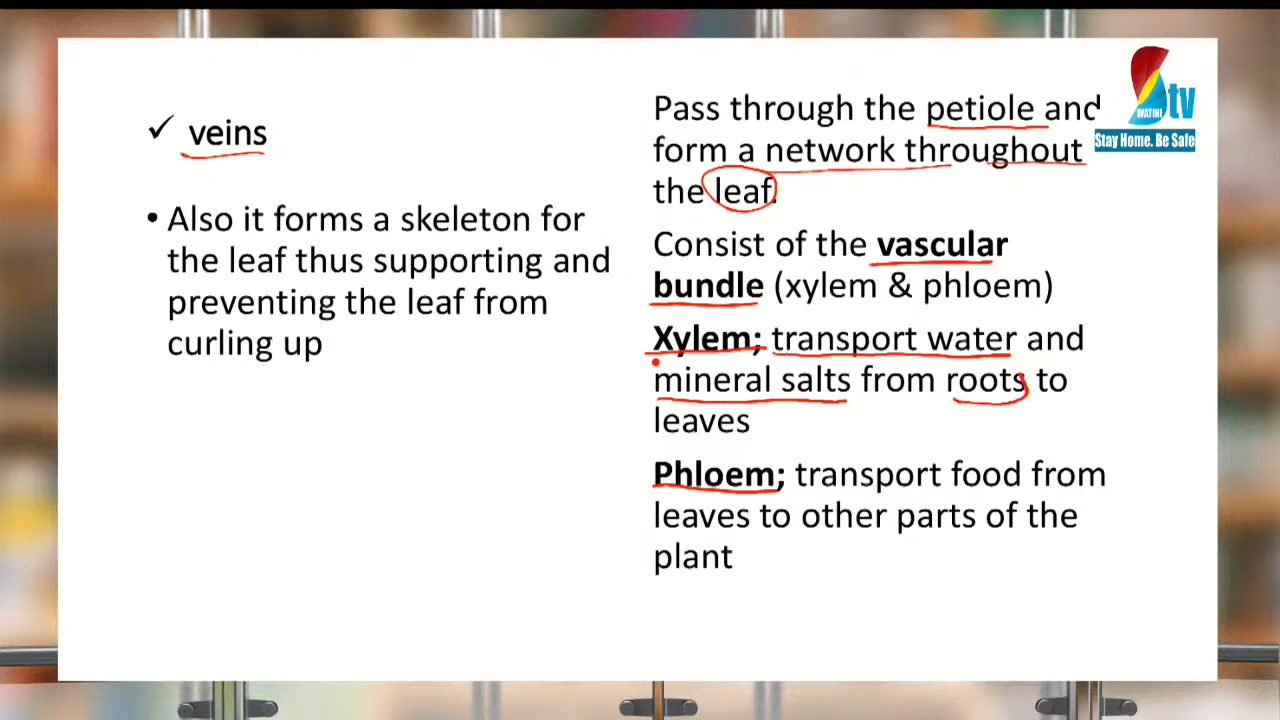 ✓ veins
• Also it forms a skeleton for
the leaf thus supporting and
preventing the leaf from
curling up
Pass through the petiole and
form a network throughout
the leaf.
Consist of the vascular
bundle (xylem & phloem)
Xylem; transport water and
mineral salts from roots to
leaves
Phloem; transport food from
leaves to other parts of the
plant
tv
Stay Home. Be Safe